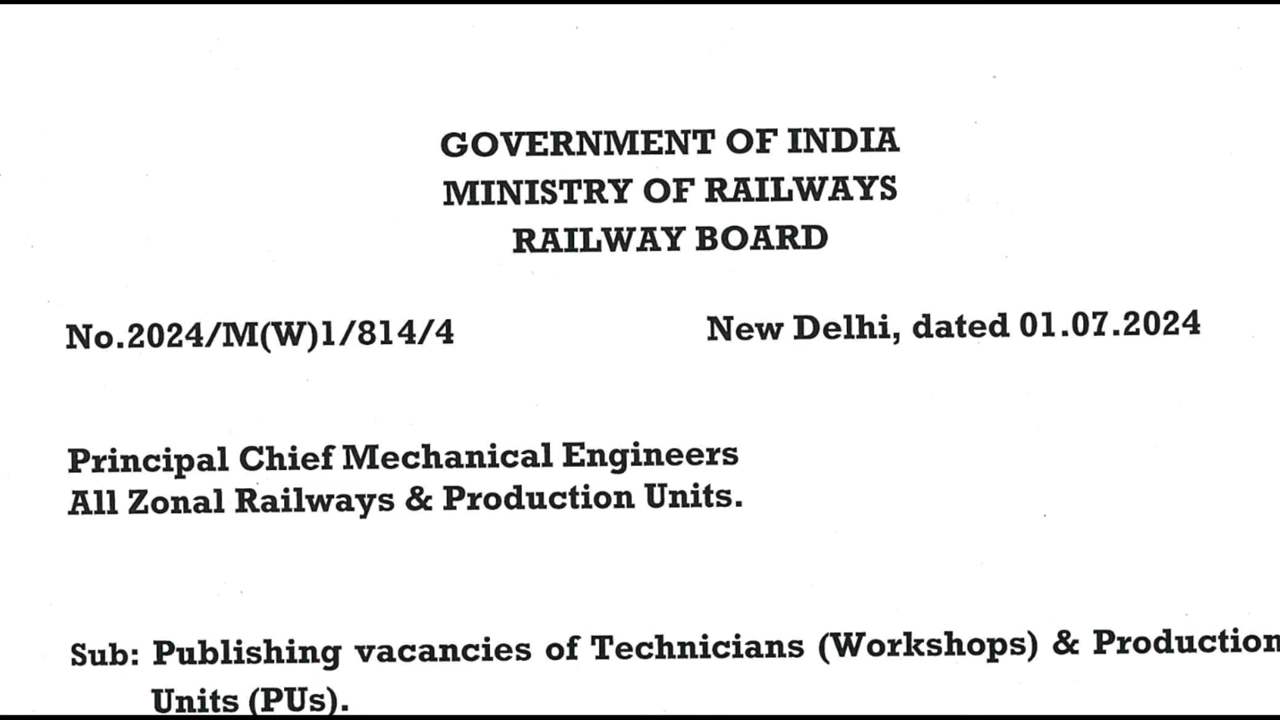 GOVERNMENT OF INDIA
MINISTRY OF RAILWAYS
RAILWAY BOARD
No.2024/M(W)1/814/4 New Delhi, dated 01.07.2024
Principal Chief Mechanical Engineers
All Zonal Railways & Production Units.
Sub: Publishing vacancies of Technicians (Workshops) & Production
Units (PUs).